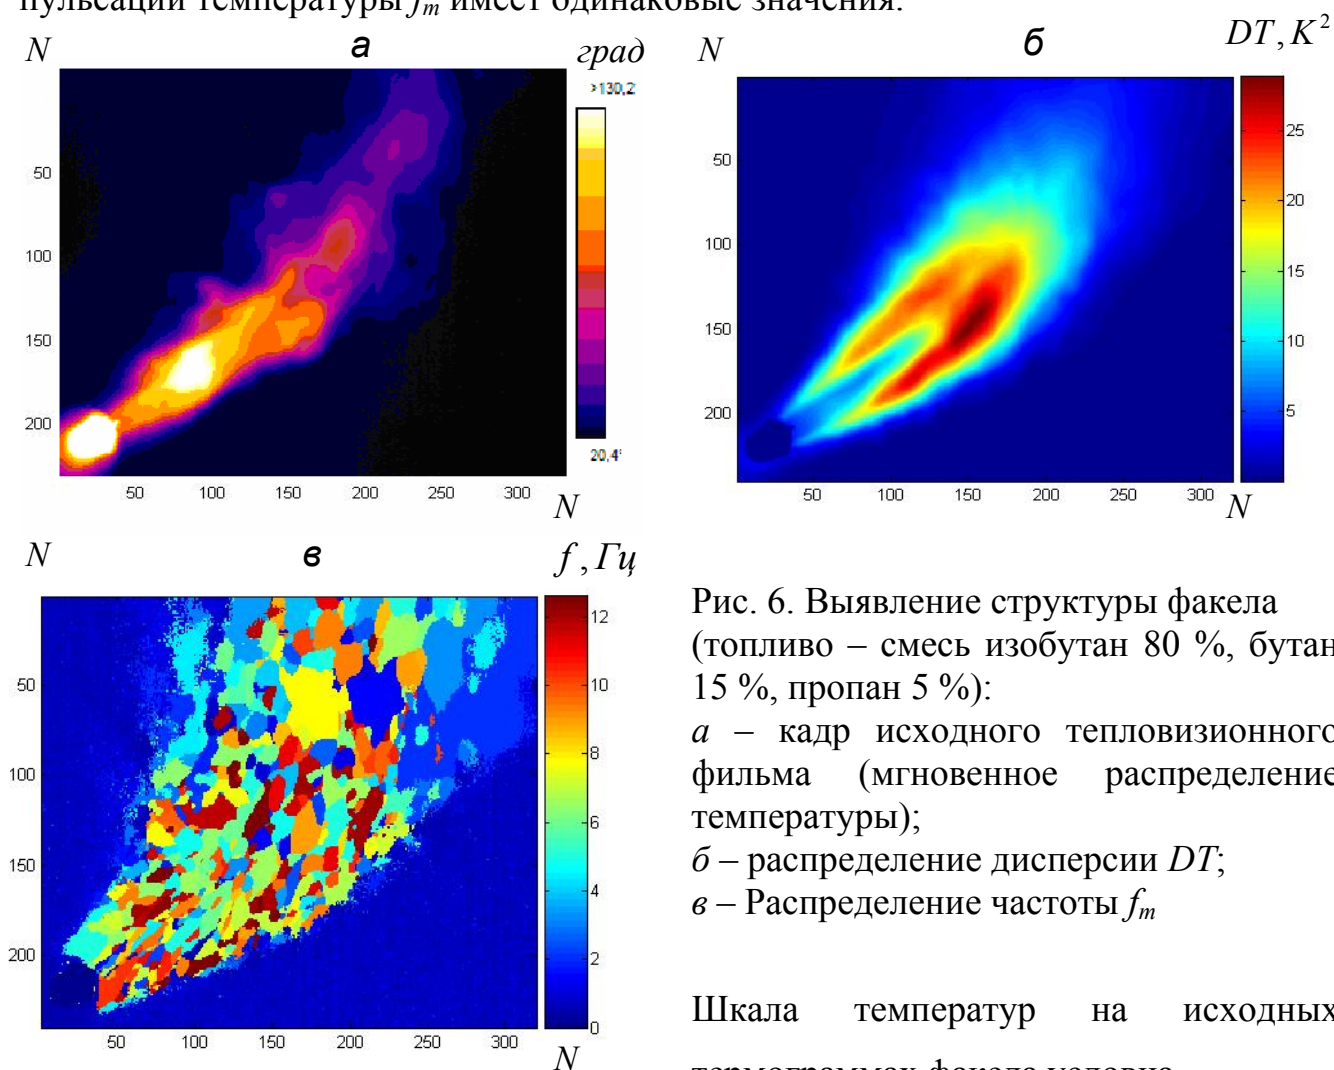 пульсации температуры fm имеет одинаковые значения.
N а град
>130,2
50
100
150
200
20,4
50 100 150 200 250 300
N
N б DT, K²
50
100
150
200
25
20
15
10
5
50 100 150 200 250 300
N
N в f, Гц
50
100
150
200
12
10
8
6
4
2
0
50 100 150 200 250 300
N
Рис. 6. Выявление структуры факела
(топливо – смесь изобутан 80 %, бутан
15 %, пропан 5 %):
а – кадр исходного тепловизионного
фильма (мгновенное распределение
температуры);
б – распределение дисперсии DT;
в – Распределение частоты fm
Шкала температур на исходных
термограммах факела условна